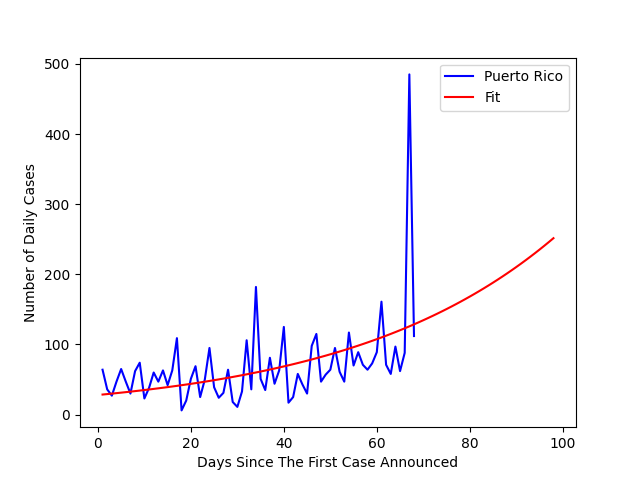 500
400
300
200
100
0
Number of Daily Cases
Puerto Rico
Fit
0 20 40 60 80 100
Days Since The First Case Announced